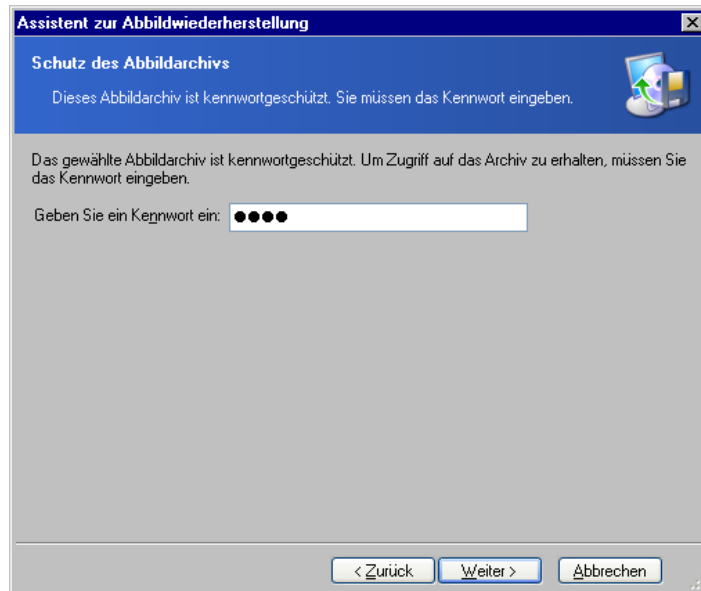 Assistent zur Abbildwiederherstellung
Schutz des Abbildarchivs
Dieses Abbildarchiv ist kennwortgeschützt. Sie müssen das Kennwort eingeben.
Das gewählte Abbildarchiv ist kennwortgeschützt. Um Zugriff auf das Archiv zu erhalten, müssen Sie
das Kennwort eingeben.
Geben Sie ein Kennwort ein: ●●●●
< Zurück Weiter > Abbrechen